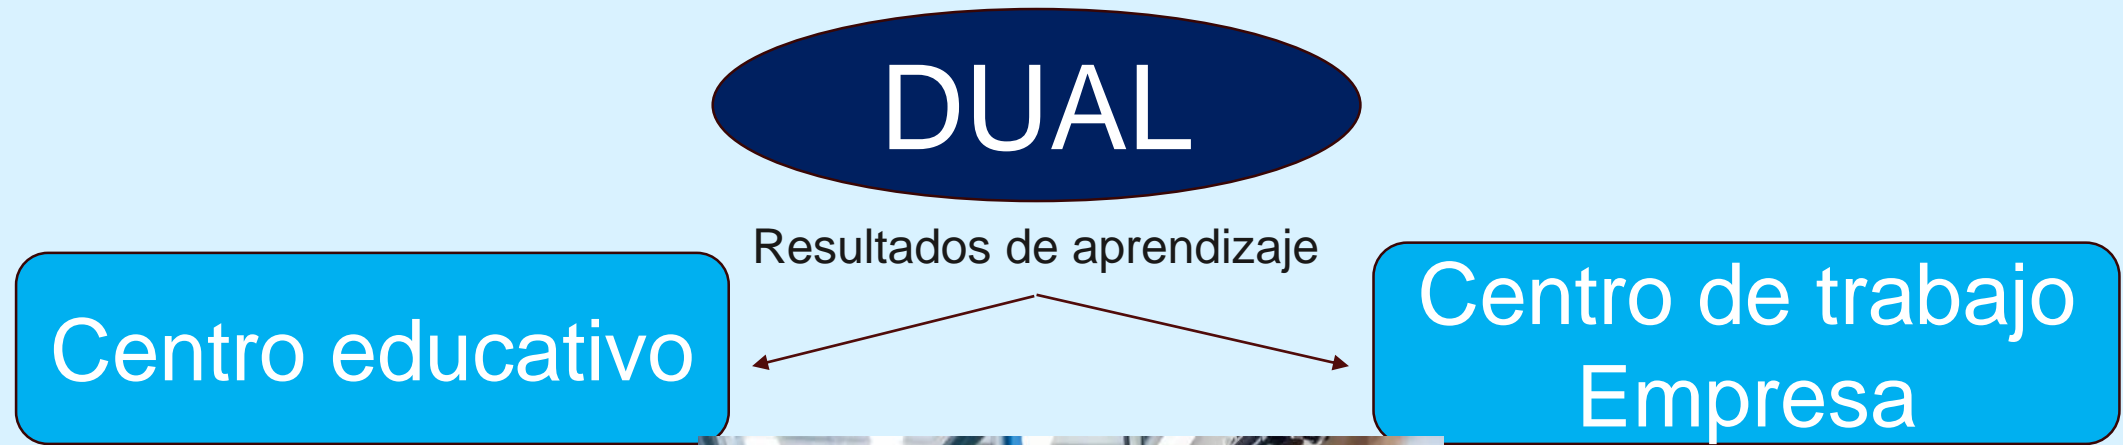 DUAL
Resultados de aprendizaje
Centro educativo
Centro de trabajo
Empresa